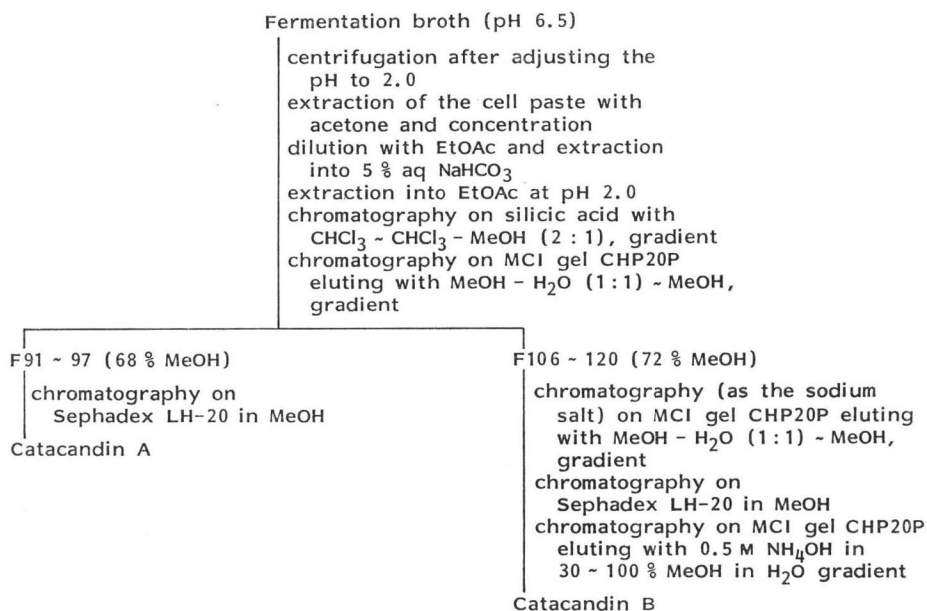 Fermentation broth (pH 6.5)
centrifugation after adjusting the
pH to 2.0
extraction of the cell paste with
acetone and concentration
dilution with EtOAc and extraction
into 5 % aq NaHCO₃
extraction into EtOAc at pH 2.0
chromatography on silicic acid with
CHCl₃ ~ CHCl₃ - MeOH (2 : 1), gradient
chromatography on MCI gel CHP20P
eluting with MeOH - H₂O (1 : 1) ~ MeOH,
gradient
F91 ~ 97 (68 % MeOH)
chromatography on
Sephadex LH-20 in MeOH
Catacandin A
F106 ~ 120 (72 % MeOH)
chromatography (as the sodium
salt) on MCI gel CHP20P eluting
with MeOH - H₂O (1 : 1) ~ MeOH,
gradient
chromatography on
Sephadex LH-20 in MeOH
chromatography on MCI gel CHP20P
eluting with 0.5 M NH₄OH in
30 ~ 100 % MeOH in H₂O gradient
Catacandin B